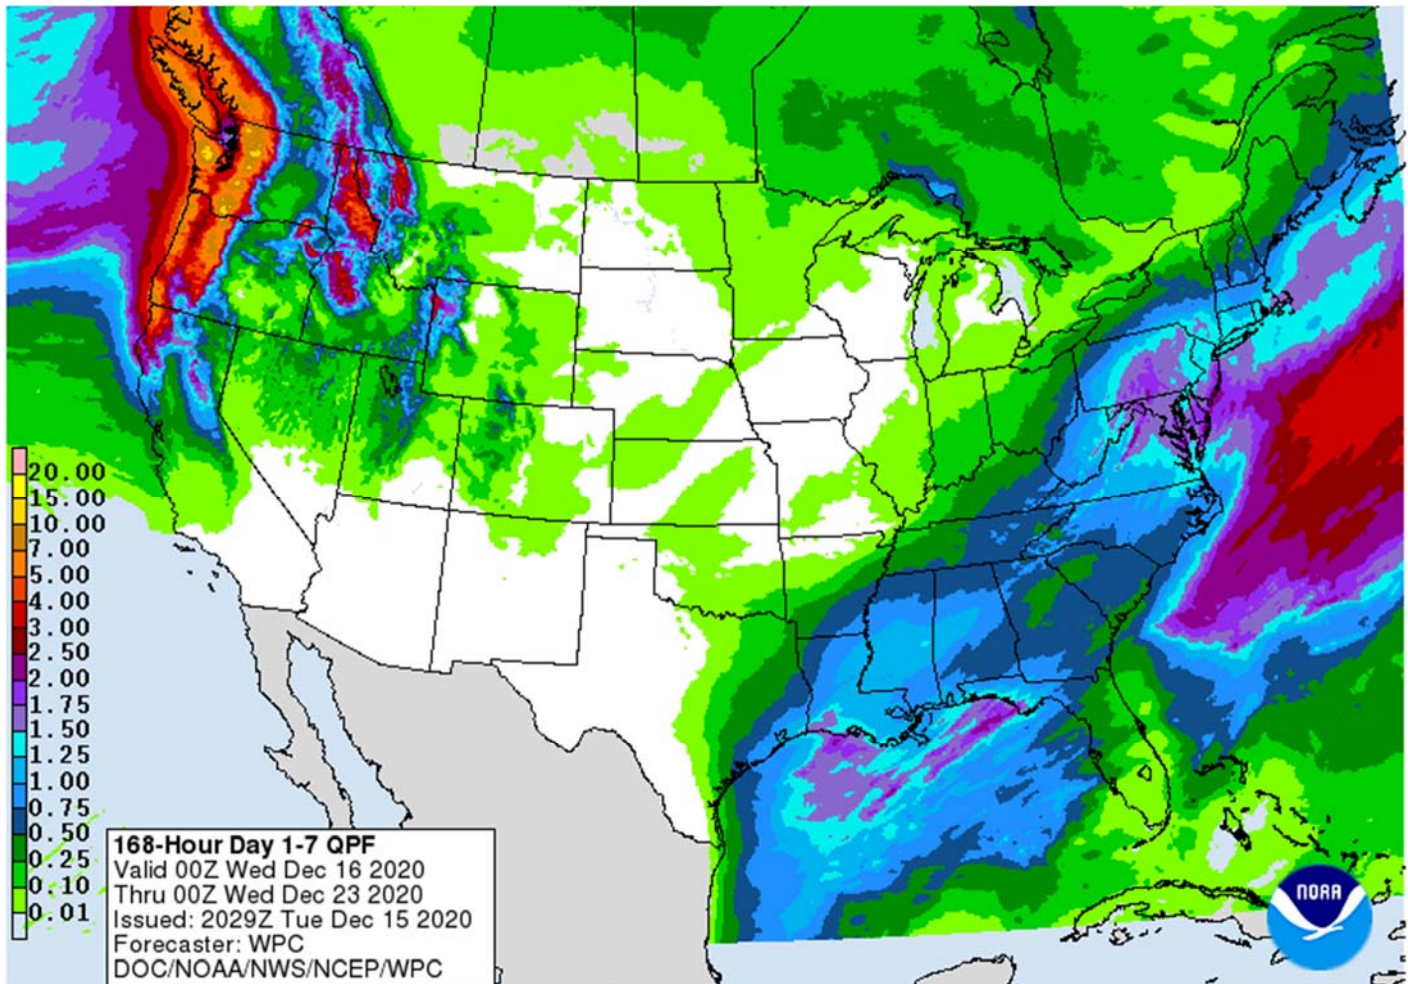 20.00
15.00
10.00
7.00
5.00
4.00
3.00
2.50
2.00
1.75
1.50
1.25
1.00
0.75
0.50
0.25
0.10
0.01
168-Hour Day 1-7 QPF
Valid 00Z Wed Dec 16 2020
Thru 00Z Wed Dec 23 2020
Issued: 2029Z Tue Dec 15 2020
Forecaster: WPC
DOC/NOAA/NWS/NCEP/WPC
NOAA